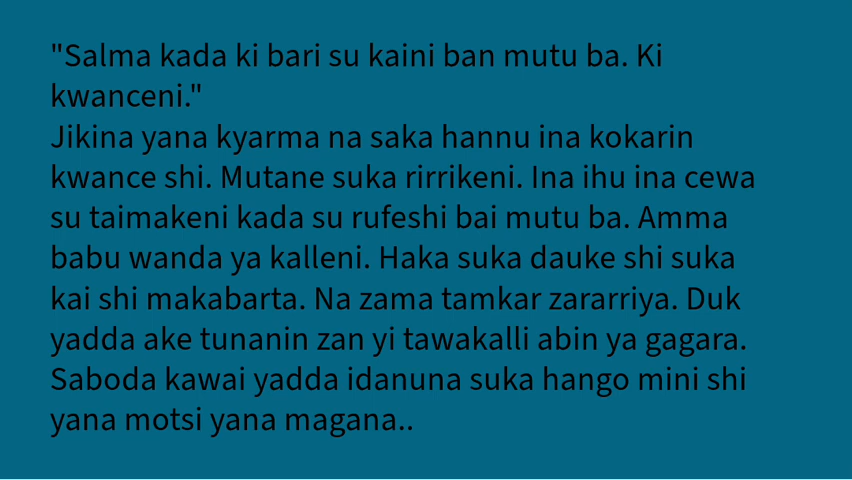 "Salma kada ki bari su kaini ban mutu ba. Ki
kwanceni."
Jikina yana kyarma na saka hannu ina kokarin
kwance shi. Mutane suka rirrikeni. Ina ihu ina cewa
su taimakeni kada su rufeshi bai mutu ba. Amma
babu wanda ya kalleni. Haka suka dauke shi suka
kai shi makabarta. Na zama tamkar zararriya. Duk
yadda ake tunanin zan yi tawakalli abin ya gagara.
Saboda kawai yadda idanuna suka hango mini shi
yana motsi yana magana..